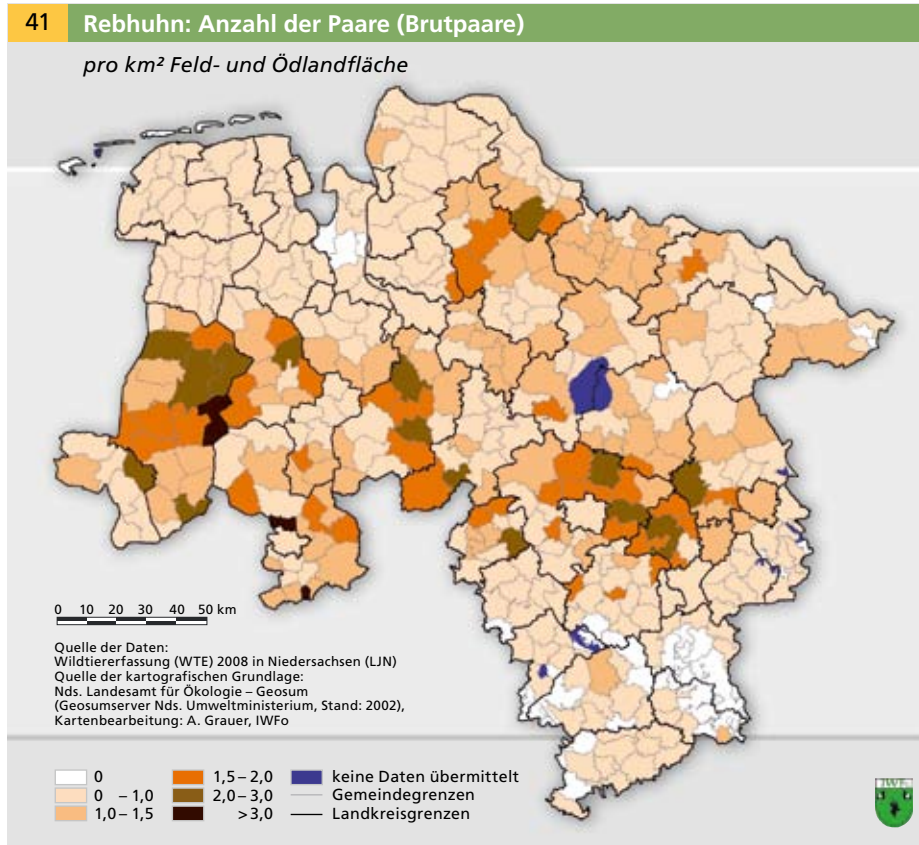 41 Rebhuhn: Anzahl der Paare (Brutpaare)
pro km² Feld- und Ödlandfläche
0 10 20 30 40 50 km
Quelle der Daten:
Wildtiererfassung (WTE) 2008 in Niedersachsen (LJN)
Quelle der kartografischen Grundlage:
Nds. Landesamt für Ökologie – Geosum
(Geosumserver Nds. Umweltministerium, Stand: 2002),
Kartenbearbeitung: A. Grauer, IWFo
0 1,5 – 2,0 keine Daten übermittelt
0 – 1,0 2,0 – 3,0 Gemeindegrenzen
1,0 – 1,5 > 3,0 Landkreisgrenzen